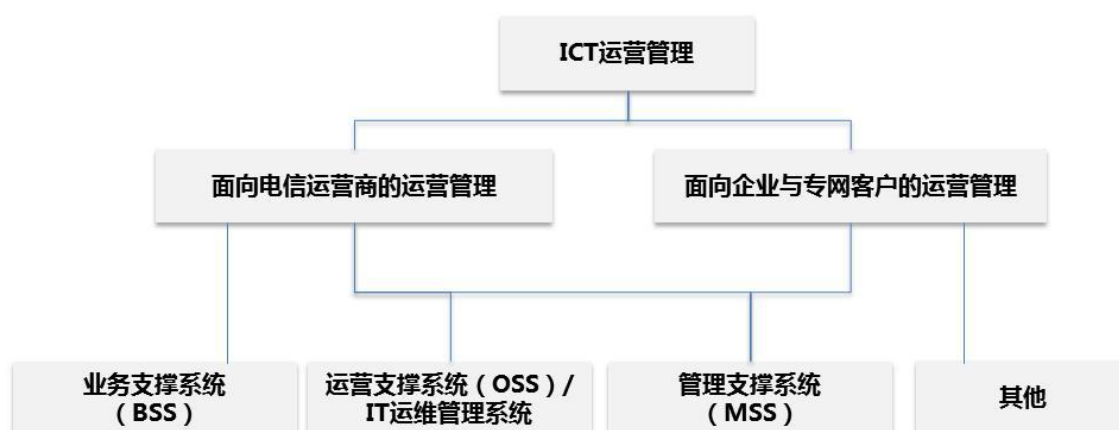 ICT运营管理
面向电信运营商的运营管理
面向企业与专网客户的运营管理
业务支撑系统
（BSS）
运营支撑系统（OSS）/
IT运维管理系统
管理支撑系统
（MSS）
其他